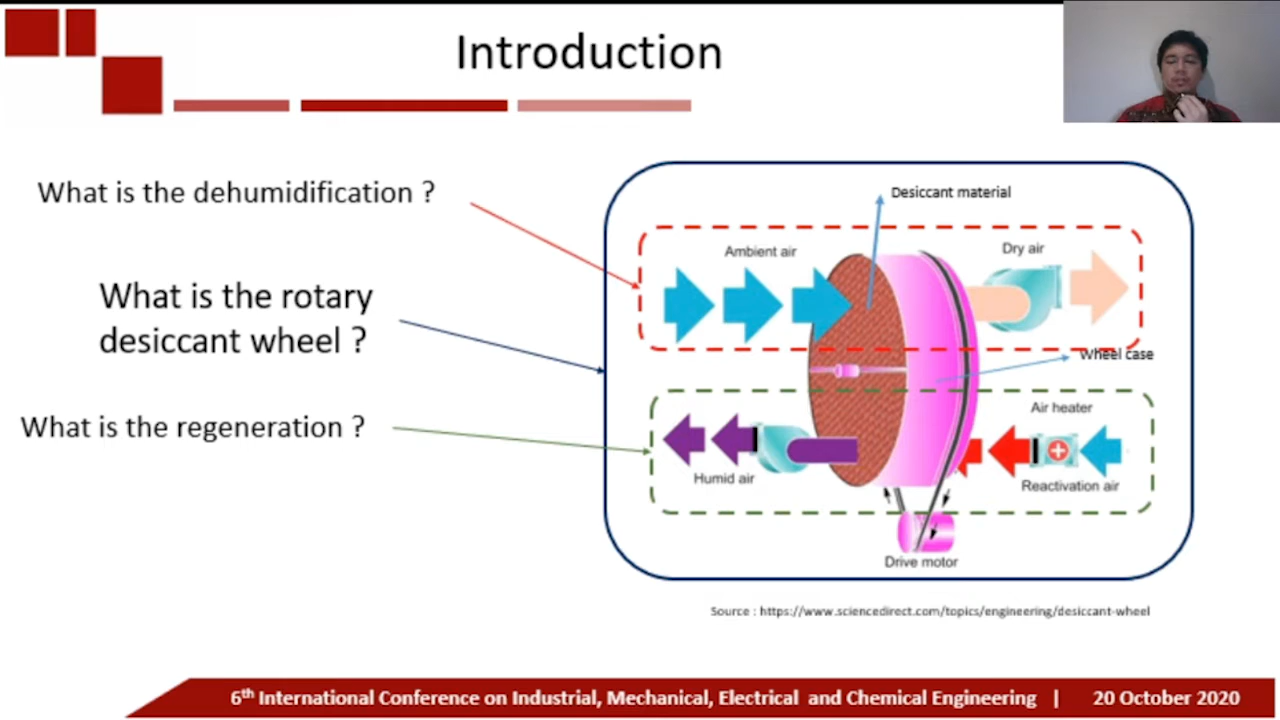 Introduction
What is the dehumidification ?
What is the rotary
desiccant wheel ?
What is the regeneration ?
Desiccant material
Ambient air
Dry air
Wheel case
Air heater
Humid air
Reactivation air
Drive motor
Source : https://www.sciencedirect.com/topics/engineering/desiccant-wheel
6th International Conference on Industrial, Mechanical, Electrical and Chemical Engineering | 20 October 2020